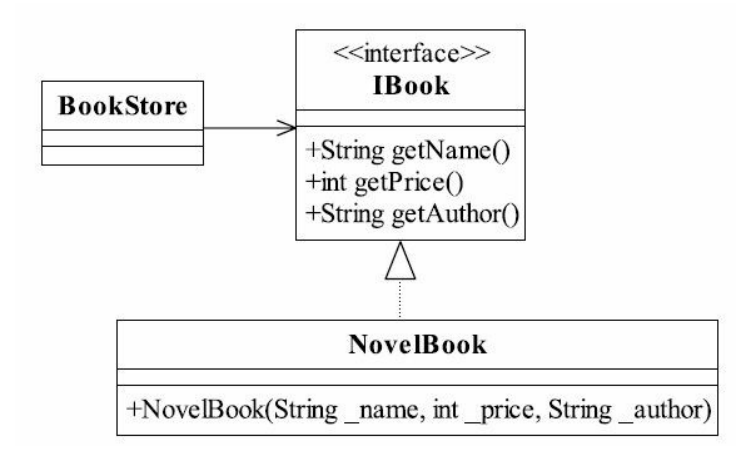 <<interface>>
IBook
BookStore
+String getName()
+int getPrice()
+String getAuthor()
NovelBook
+NovelBook(String _name, int _price, String _author)